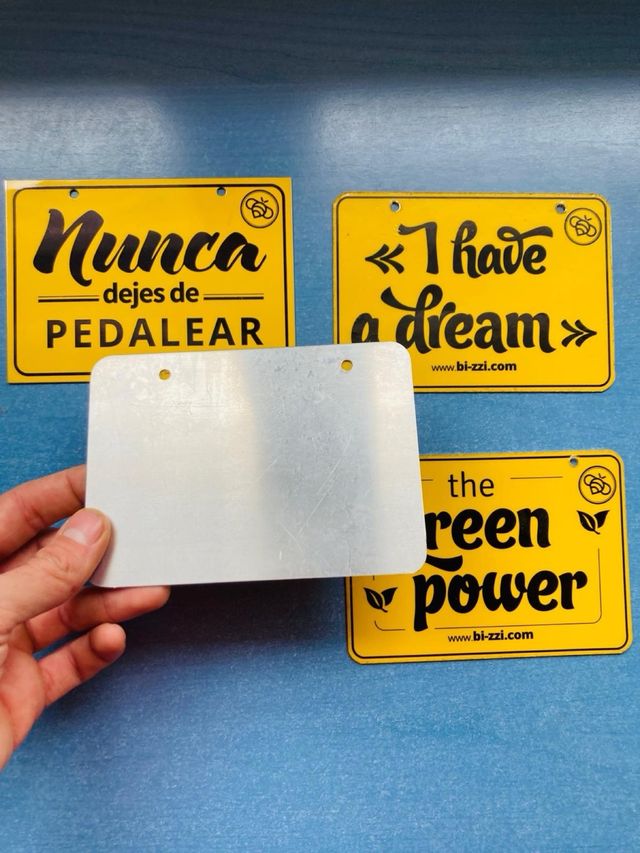 Nunca
dejes de
PEDALEAR
« I have
a dream »
www.bi-zzi.com
the
reen
power
www.bi-zzi.com